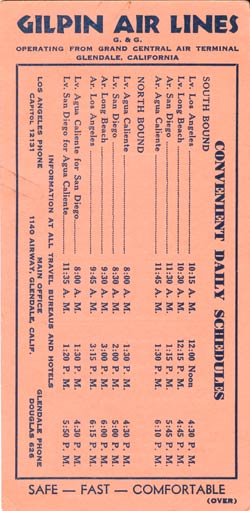 GILPIN AIR LINES
G. & G.
OPERATING FROM GRAND CENTRAL AIR TERMINAL
GLENDALE, CALIFORNIA
CONVENIENT DAILY SCHEDULES
SOUTH BOUND
Lv. Los Angeles 10:15 A. M. 12:00 Noon 4:30 P. M.
Lv. Long Beach 10:30 A. M. 12:15 P. M. 4:45 P. M.
Ar. San Diego 11:30 A. M. 1:15 P. M. 5:45 P. M.
Ar. Agua Caliente 11:45 A. M. 1:30 P. M. 6:10 P. M.
NORTH BOUND
Lv. Agua Caliente 8:00 A. M. 1:30 P. M. 4:30 P. M.
Lv. San Diego 8:30 A. M. 2:00 P. M. 5:00 P. M.
Ar. Long Beach 9:30 A. M. 3:00 P. M. 6:00 P. M.
Ar. Los Angeles 9:45 A. M. 3:15 P. M. 6:15 P. M.
Lv. Agua Caliente for San Diego 8:00 A. M. 1:30 P. M. 4:30 P. M.
Lv. San Diego for Agua Caliente 11:35 A. M. 1:20 P. M. 5:50 P. M.
INFORMATION AT ALL TRAVEL BUREAUS AND HOTELS
LOS ANGELES PHONE MAIN OFFICE GLENDALE PHONE
CAPITOL 12131 1140 AIRWAY, GLENDALE, CALIF. DOUGLAS 626
SAFE — FAST — COMFORTABLE
(OVER)